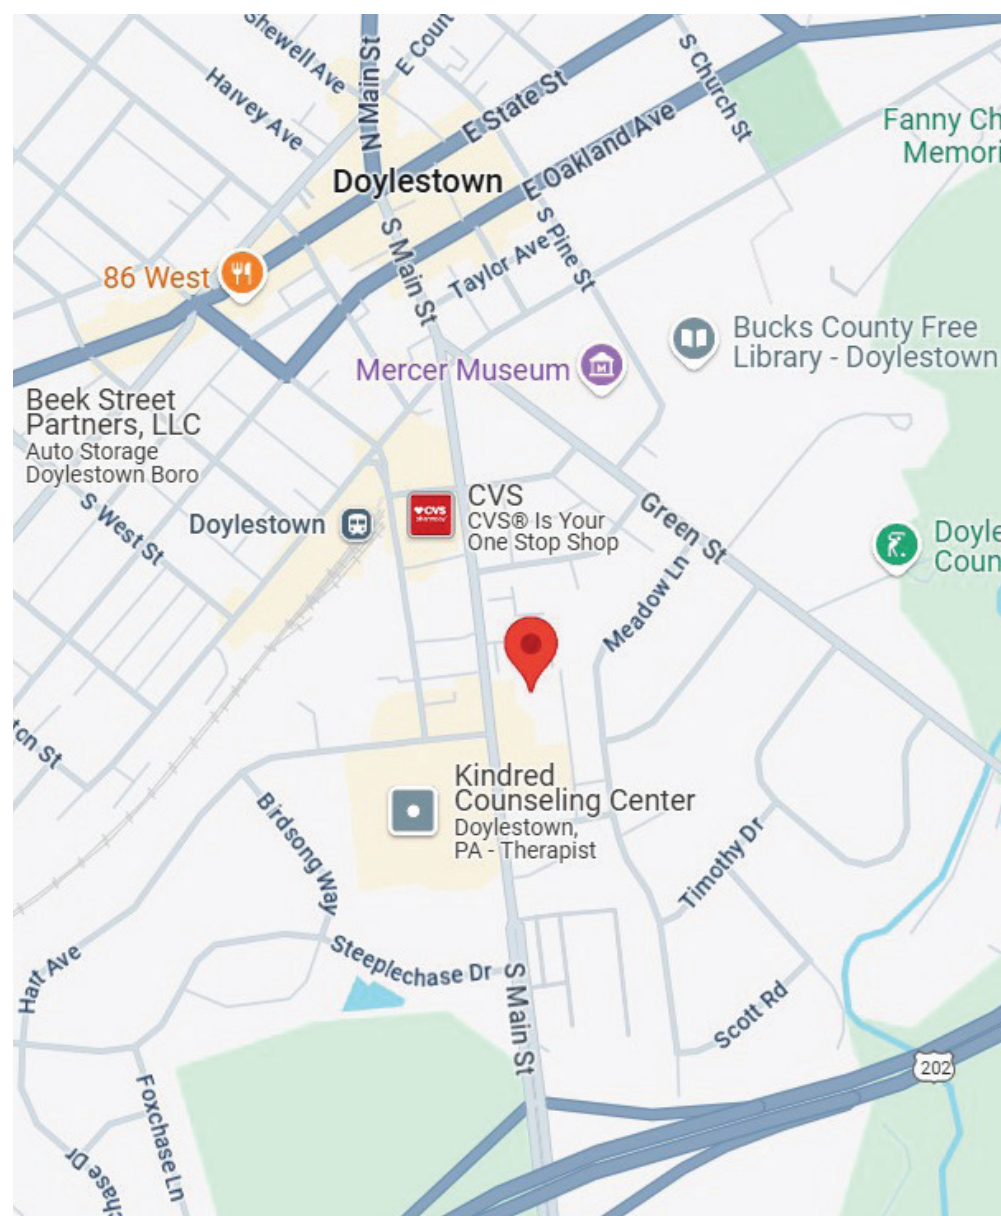 Shewell Ave
Harvey Ave
N Main St
E Coun
E State St
S Church St
E Oakland Ave
Fanny Ch
Memori
Doylestown
S Main St
S Pine St
Taylor Ave
86 West
Mercer Museum
Bucks County Free
Library - Doylestown
Beek Street
Partners, LLC
Auto Storage
Doylestown Boro
S West St
Doylestown
CVS
pharmacy
CVS
CVS® Is Your
One Stop Shop
Green St
Meadow Ln
Doyle
Coun
ton St
Kindred
Counseling Center
Doylestown,
PA - Therapist
Birdsong Way
Timothy Dr
Hart Ave
Steeplechase Dr
S Main St
Scott Rd
202
Foxchase Ln
chase Dr